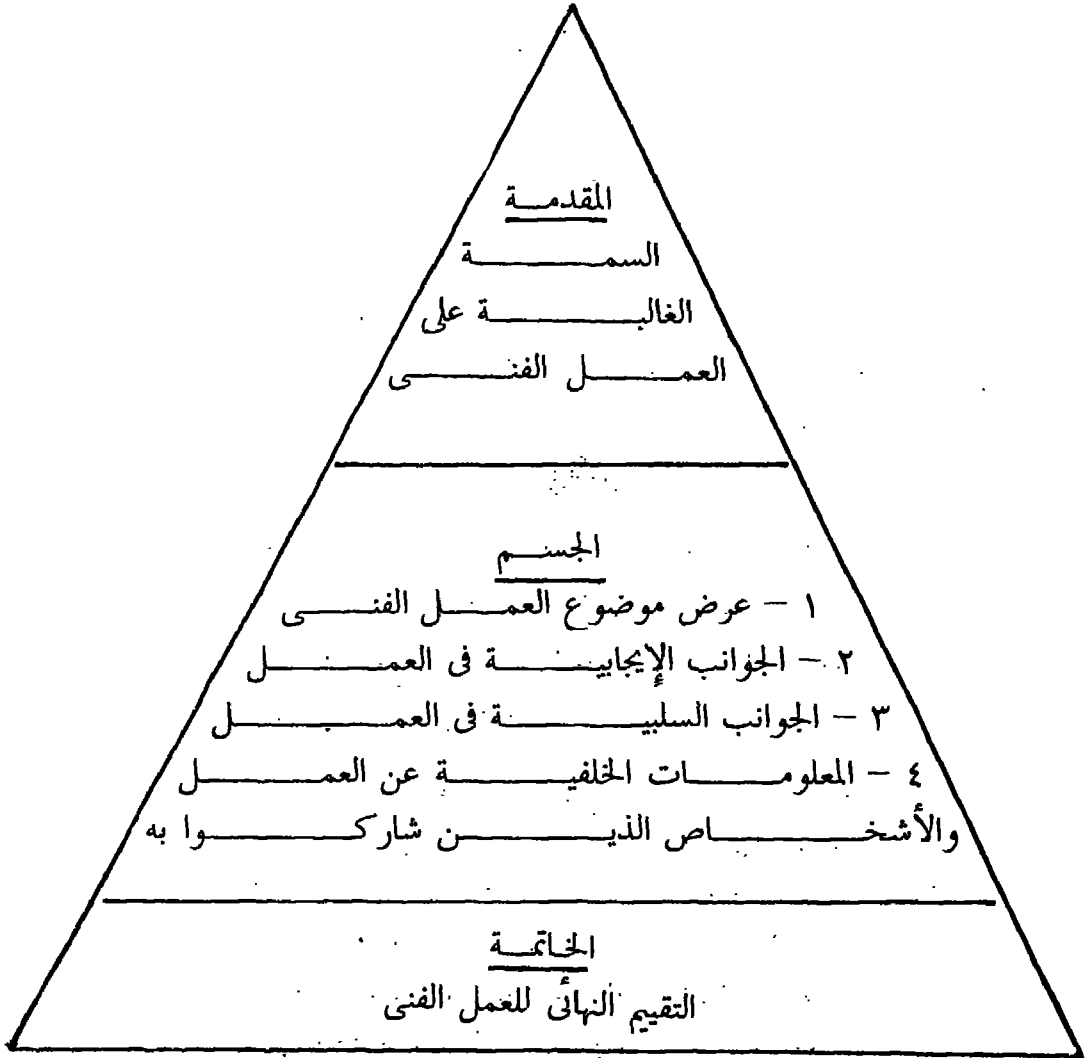 المقدمة
السمة
الغالبة على
العمل الفنى
الجسم
١ - عرض موضوع العمل الفنى
٢ - الجوانب الإيجابية فى العمل
٣ - الجوانب السلبية فى العمل
٤ - المعلومات الخلفية عن العمل
والأشخاص الذين شاركوا به
الخاتمة
التقييم النهائى للعمل الفنى